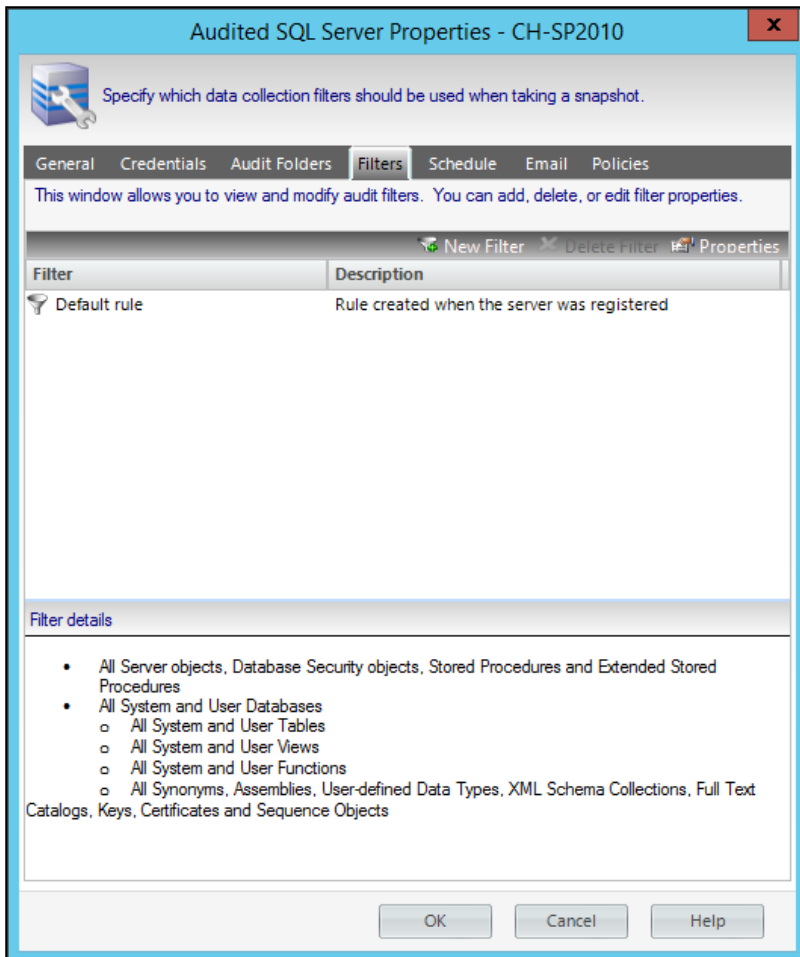 Audited SQL Server Properties - CH-SP2010
x
Specify which data collection filters should be used when taking a snapshot.
General Credentials Audit Folders Filters Schedule Email Policies
This window allows you to view and modify audit filters. You can add, delete, or edit filter properties.
New Filter Delete Filter Properties
Filter Description
Default rule Rule created when the server was registered
Filter details
• All Server objects, Database Security objects, Stored Procedures and Extended Stored
Procedures
• All System and User Databases
o All System and User Tables
o All System and User Views
o All System and User Functions
o All Synonyms, Assemblies, User-defined Data Types, XML Schema Collections, Full Text
Catalogs, Keys, Certificates and Sequence Objects
OK Cancel Help